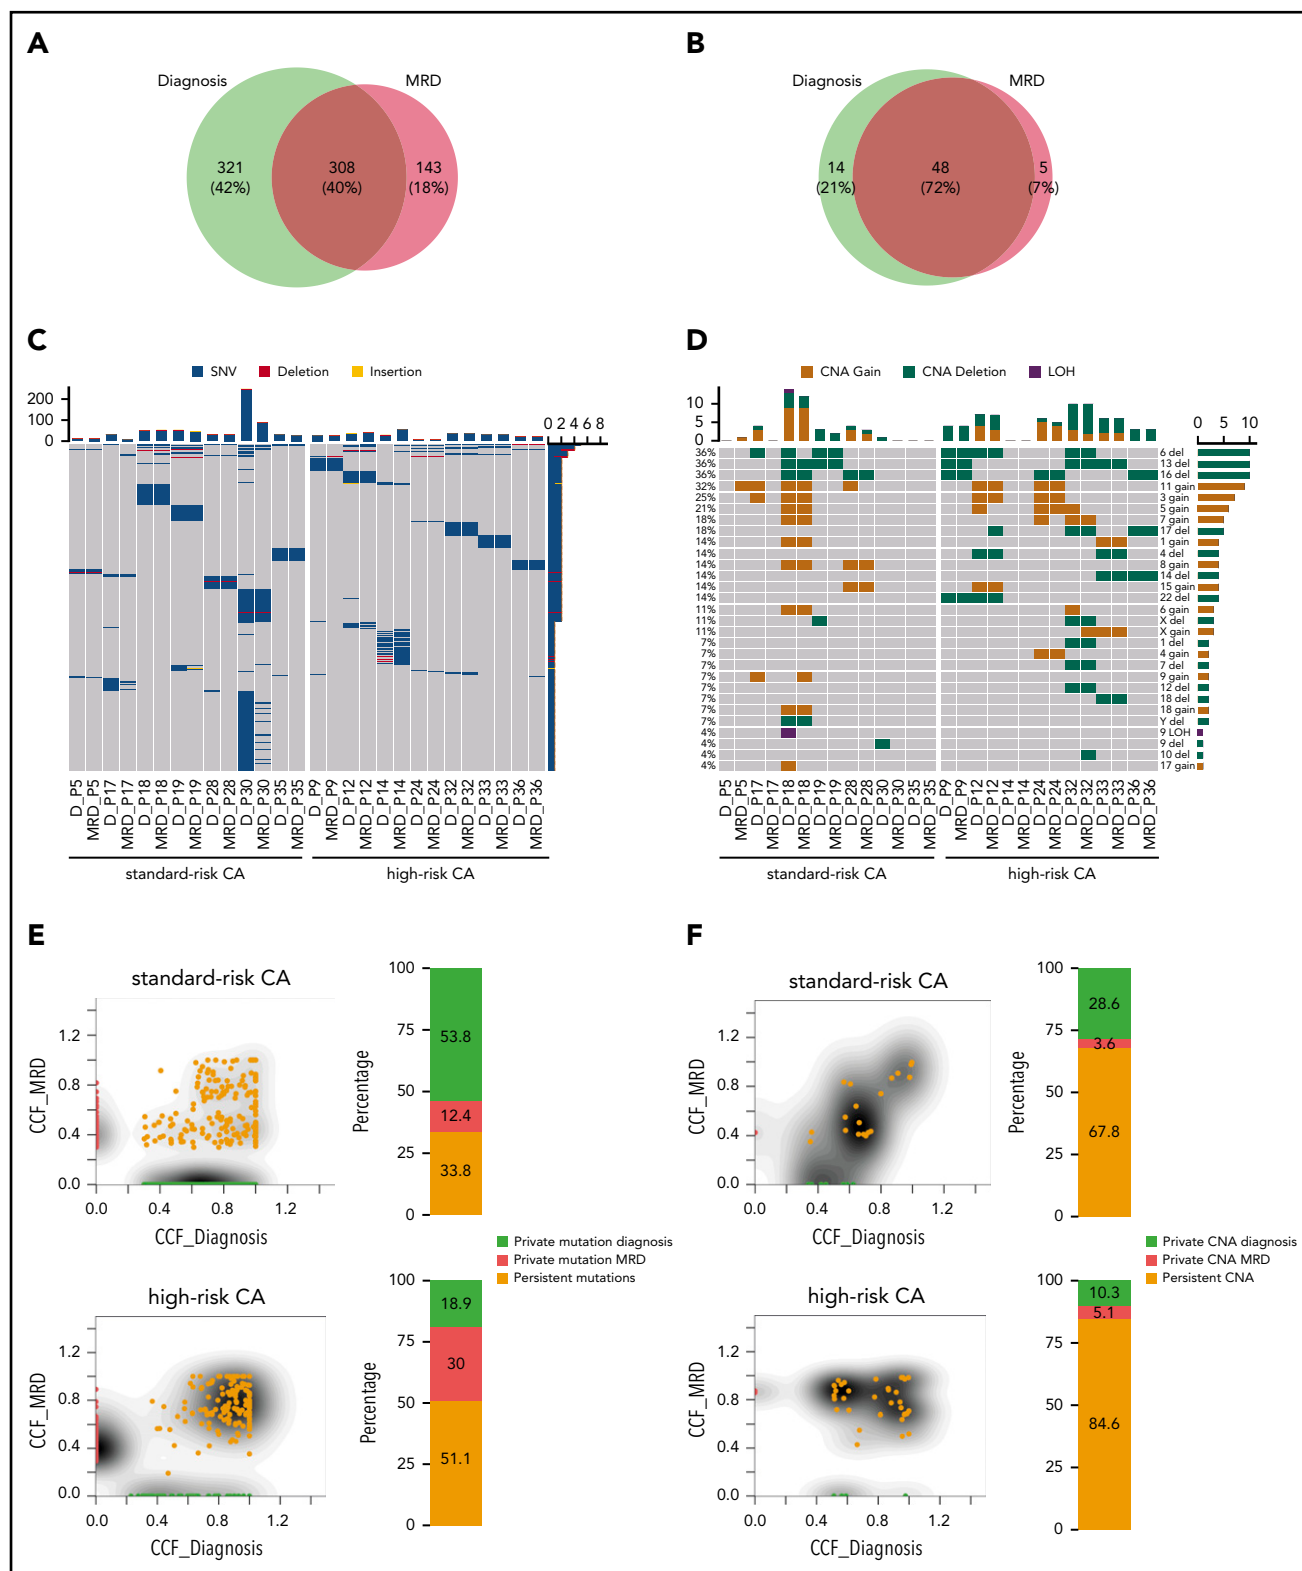 A
Diagnosis
MRD
321
(42%)
308
(40%)
143
(18%)
B
Diagnosis
MRD
14
(21%)
48
(72%)
5
(7%)
C
SNV
Deletion
Insertion
200
100
0
0 2 4 6 8
D_P5
MRD_P5
D_P17
MRD_P17
D_P18
MRD_P18
D_P19
MRD_P19
D_P28
MRD_P28
D_P30
MRD_P30
D_P35
MRD_P35
D_P9
MRD_P9
D_P12
MRD_P12
D_P14
MRD_P14
D_P24
MRD_P24
D_P32
MRD_P32
D_P33
MRD_P33
D_P36
MRD_P36
standard-risk CA
high-risk CA
D
CNA Gain
CNA Deletion
LOH
10
5
0
0 5 10
36% 6 del
36% 13 del
36% 16 del
32% 11 gain
25% 3 gain
21% 5 gain
18% 7 gain
18% 17 del
14% 1 gain
14% 4 del
14% 8 gain
14% 14 del
14% 15 gain
14% 22 del
11% 6 gain
11% X del
11% X gain
7% 1 del
7% 4 gain
7% 7 del
7% 9 gain
7% 12 del
7% 18 del
7% 18 gain
7% Y del
4% 9 LOH
4% 9 del
4% 10 del
4% 17 gain
D_P5
MRD_P5
D_P17
MRD_P17
D_P18
MRD_P18
D_P19
MRD_P19
D_P28
MRD_P28
D_P30
MRD_P30
D_P35
MRD_P35
D_P9
MRD_P9
D_P12
MRD_P12
D_P14
MRD_P14
D_P24
MRD_P24
D_P32
MRD_P32
D_P33
MRD_P33
D_P36
MRD_P36
standard-risk CA
high-risk CA
E
standard-risk CA
CCF_MRD
1.2
0.8
0.4
0.0
0.0 0.4 0.8 1.2
CCF_Diagnosis
Percentage
100
75
50
25
0
53.8
12.4
33.8
Private mutation diagnosis
Private mutation MRD
Persistent mutations
high-risk CA
CCF_MRD
1.2
0.8
0.4
0.0
0.0 0.4 0.8 1.2
CCF_Diagnosis
Percentage
100
75
50
25
0
18.9
30
51.1
F
standard-risk CA
CCF_MRD
1.2
0.8
0.4
0.0
0.0 0.4 0.8 1.2
CCF_Diagnosis
Percentage
100
75
50
25
0
28.6
3.6
67.8
Private CNA diagnosis
Private CNA MRD
Persistent CNA
high-risk CA
CCF_MRD
1.2
0.8
0.4
0.0
0.0 0.4 0.8 1.2
CCF_Diagnosis
Percentage
100
75
50
25
0
10.3
5.1
84.6